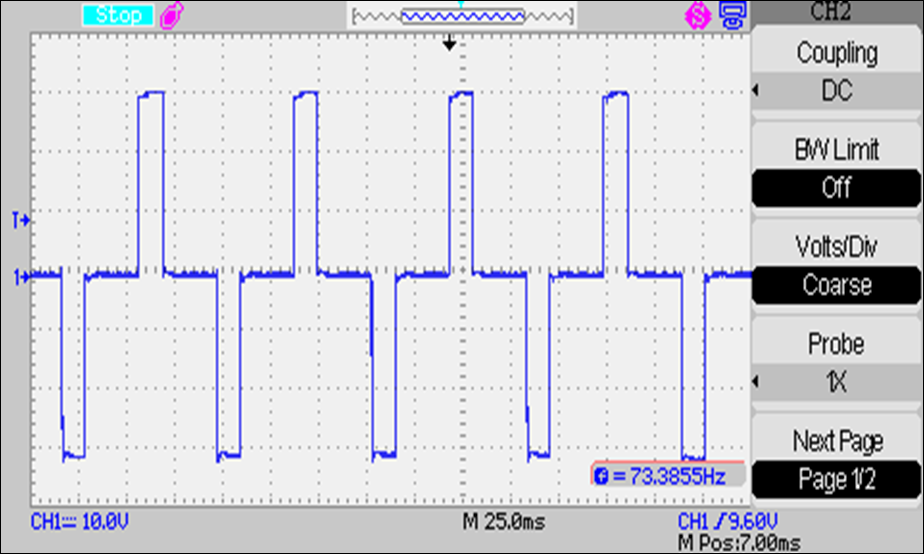 Stop
CH2
Coupling
DC
BW Limit
Off
Volts/Div
Coarse
Probe
1X
Next Page
Page 1/2
T
1
f = 73.3855Hz
CH1 10.0V
M 25.0ms
CH1 /9.60V
M Pos:7.00ms